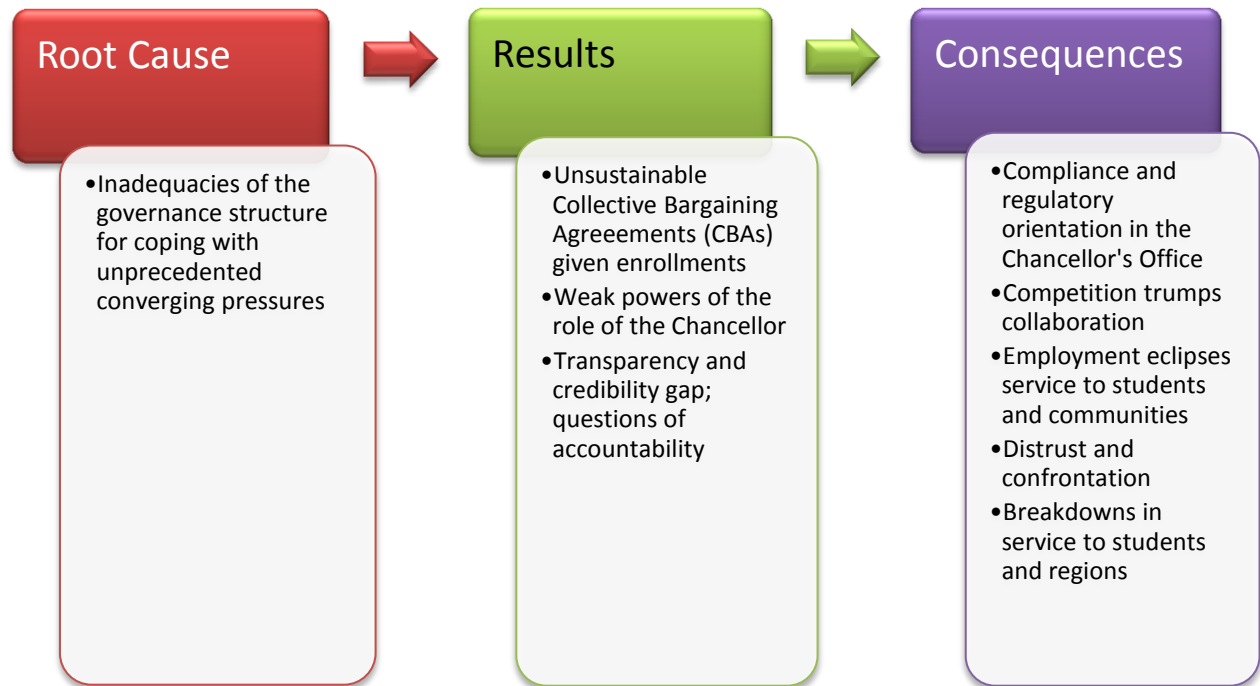 Root Cause
•Inadequacies of the
governance structure
for coping with
unprecedented
converging pressures
Results
•Unsustainable
Collective Bargaining
Agreeements (CBAs)
given enrollments
•Weak powers of the
role of the Chancellor
•Transparency and
credibility gap;
questions of
accountability
Consequences
•Compliance and
regulatory
orientation in the
Chancellor's Office
•Competition trumps
collaboration
•Employment eclipses
service to students
and communities
•Distrust and
confrontation
•Breakdowns in
service to students
and regions